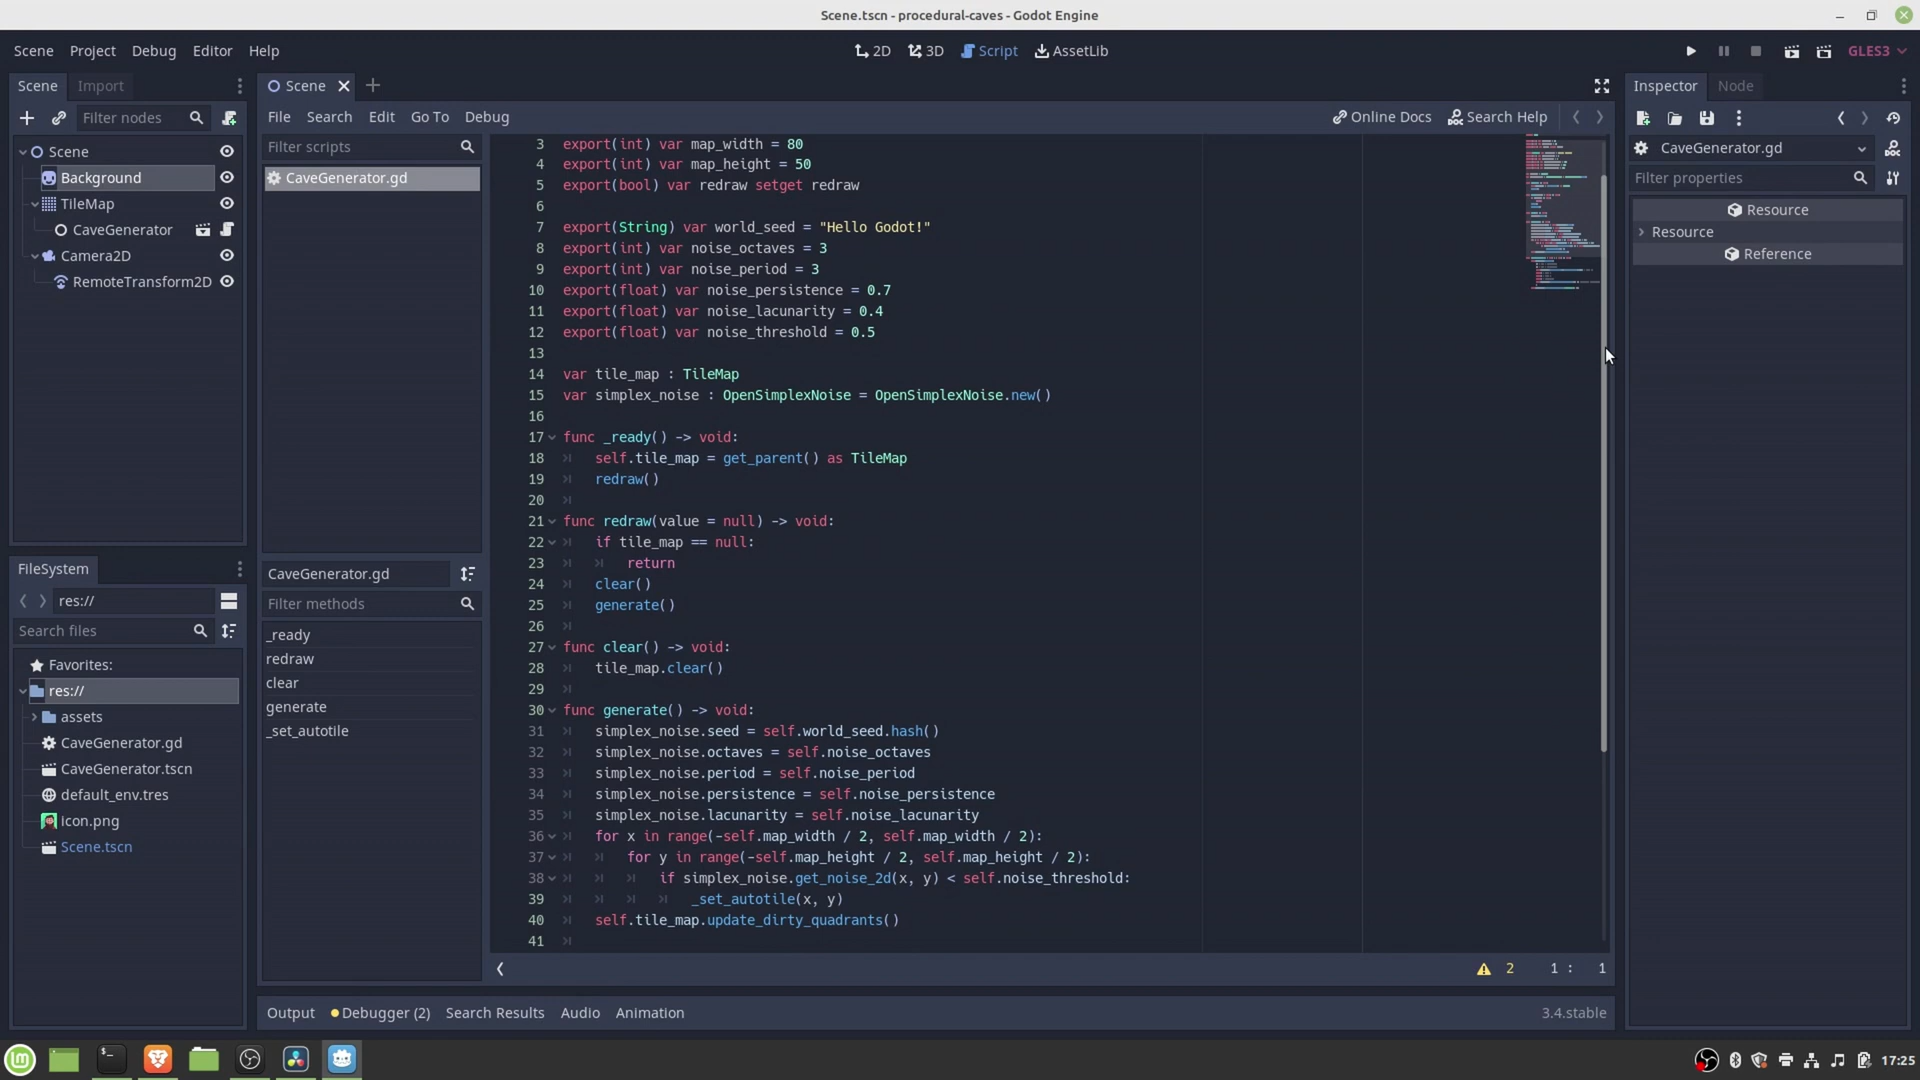 Scene.tscn - procedural-caves - Godot Engine
Scene Project Debug Editor Help
2D 3D Script AssetLib
GLES3
Scene Import
Filter nodes
Scene
Background
TileMap
CaveGenerator
Camera2D
RemoteTransform2D
FileSystem
res://
Search files
Favorites:
res://
assets
CaveGenerator.gd
CaveGenerator.tscn
default_env.tres
icon.png
Scene.tscn
Scene
File Search Edit Go To Debug
Online Docs Search Help
Filter scripts
CaveGenerator.gd
CaveGenerator.gd
Filter methods
_ready
redraw
clear
generate
_set_autotile
3 export(int) var map_width = 80
4 export(int) var map_height = 50
5 export(bool) var redraw setget redraw
6
7 export(String) var world_seed = "Hello Godot!"
8 export(int) var noise_octaves = 3
9 export(int) var noise_period = 3
10 export(float) var noise_persistence = 0.7
11 export(float) var noise_lacunarity = 0.4
12 export(float) var noise_threshold = 0.5
13
14 var tile_map : TileMap
15 var simplex_noise : OpenSimplexNoise = OpenSimplexNoise.new()
16
17 func _ready() -> void:
18 self.tile_map = get_parent() as TileMap
19 redraw()
20
21 func redraw(value = null) -> void:
22 if tile_map == null:
23 return
24 clear()
25 generate()
26
27 func clear() -> void:
28 tile_map.clear()
29
30 func generate() -> void:
31 simplex_noise.seed = self.world_seed.hash()
32 simplex_noise.octaves = self.noise_octaves
33 simplex_noise.period = self.noise_period
34 simplex_noise.persistence = self.noise_persistence
35 simplex_noise.lacunarity = self.noise_lacunarity
36 for x in range(-self.map_width / 2, self.map_width / 2):
37 for y in range(-self.map_height / 2, self.map_height / 2):
38 if simplex_noise.get_noise_2d(x, y) < self.noise_threshold:
39 _set_autotile(x, y)
40 self.tile_map.update_dirty_quadrants()
41
2 1 : 1
Output Debugger (2) Search Results Audio Animation
3.4.stable
Inspector Node
CaveGenerator.gd
Filter properties
Resource
Resource
Reference
17:25